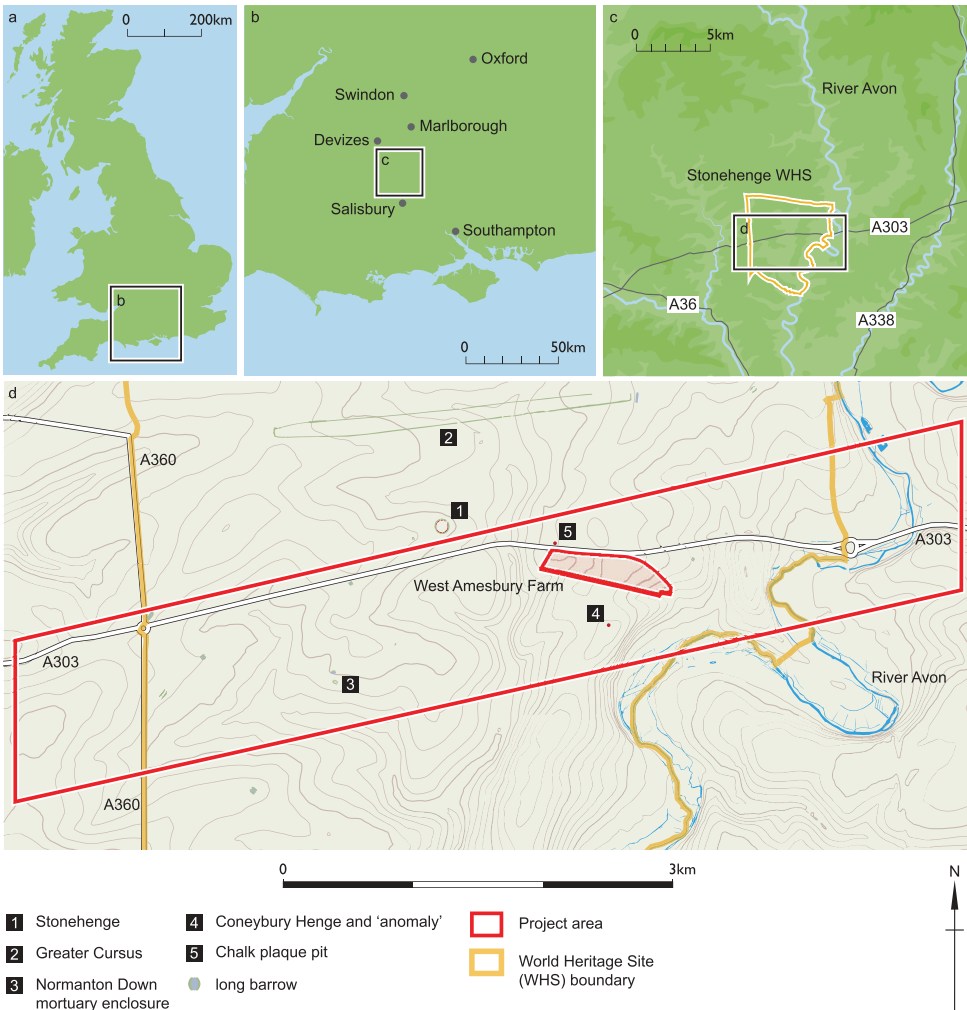 a
0 200km
b
b
Oxford
Swindon
Marlborough
Devizes
c
Salisbury
Southampton
0 50km
c
0 5km
River Avon
Stonehenge WHS
d
A303
A36
A338
d
2
A360
1
5
A303
West Amesbury Farm
4
A303
3
River Avon
A360
0 3km
N
1 Stonehenge
2 Greater Cursus
3 Normanton Down
mortuary enclosure
4 Coneybury Henge and ‘anomaly’
5 Chalk plaque pit
long barrow
Project area
World Heritage Site
(WHS) boundary